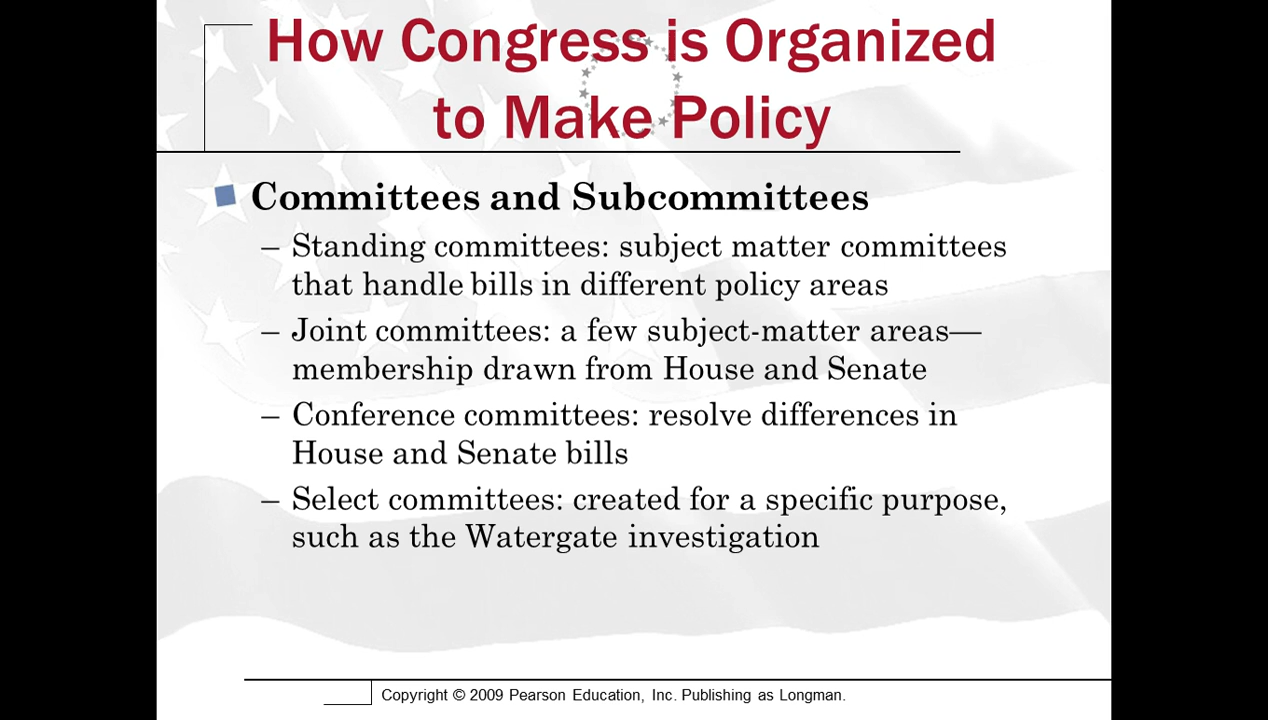 How Congress is Organized
to Make Policy
Committees and Subcommittees
– Standing committees: subject matter committees
that handle bills in different policy areas
– Joint committees: a few subject-matter areas—
membership drawn from House and Senate
– Conference committees: resolve differences in
House and Senate bills
– Select committees: created for a specific purpose,
such as the Watergate investigation
Copyright © 2009 Pearson Education, Inc. Publishing as Longman.